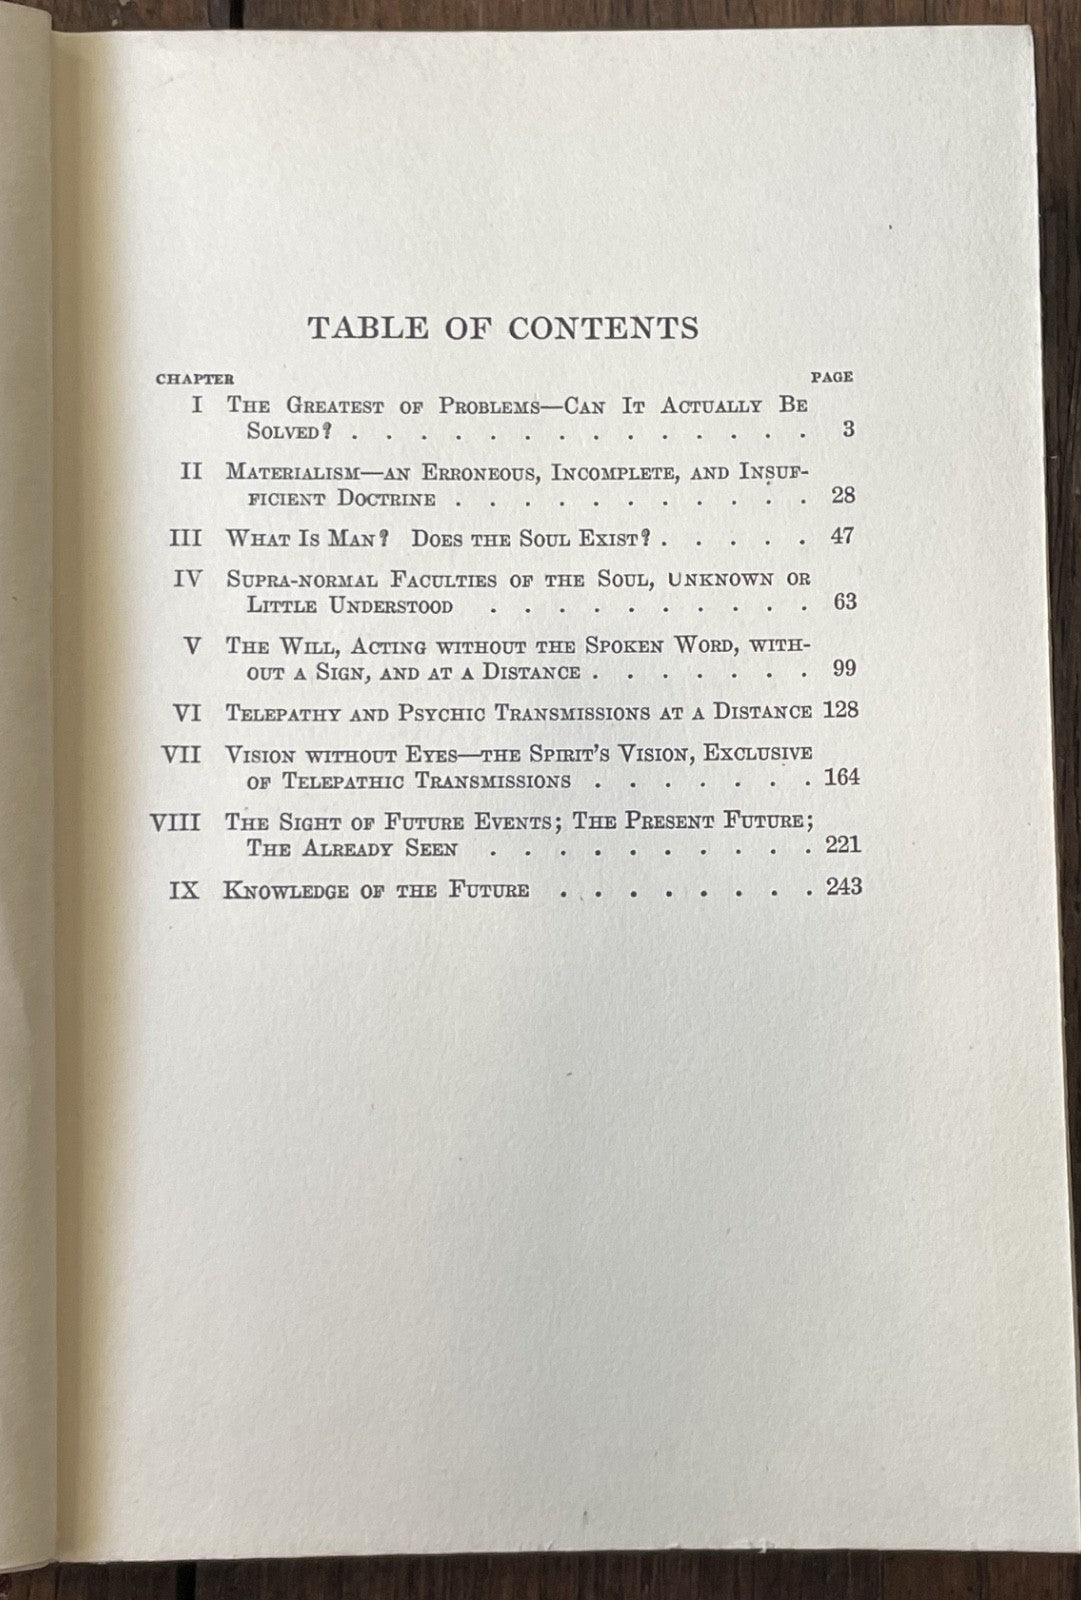 TABLE OF CONTENTS
CHAPTER PAGE
I The Greatest of Problems—Can It Actually Be
Solved? . . . . . . . . . . . . . . 3
II Materialism—an Erroneous, Incomplete, and Insuf-
ficient Doctrine . . . . . . . . . . . 28
III What Is Man? Does the Soul Exist? . . . . . 47
IV Supra-normal Faculties of the Soul, unknown or
Little Understood . . . . . . . . . . 63
V The Will, Acting without the Spoken Word, with-
out a Sign, and at a Distance . . . . . . . 99
VI Telepathy and Psychic Transmissions at a Distance 128
VII Vision without Eyes—the Spirit's Vision, Exclusive
of Telepathic Transmissions . . . . . . . 164
VIII The Sight of Future Events; The Present Future;
The Already Seen . . . . . . . . . . 221
IX Knowledge of the Future . . . . . . . . 243